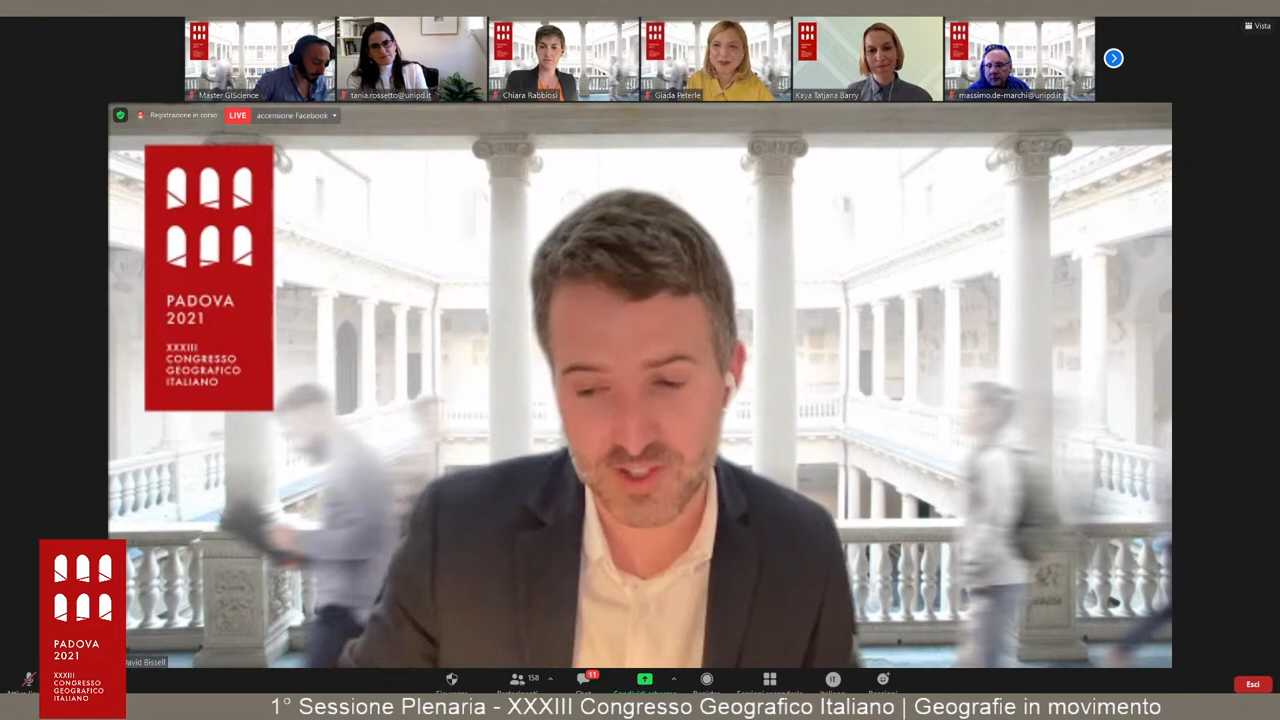 Vista
Master GIScience
tania.rossetto@unipd.it
Chiara Rabbiosi
Giada Peterle
Kaya Tatjana Barry
massimo.de-marchi@unipd.it
Registrazione in corso
LIVE
accensione Facebook
PADOVA
2021
XXXIII
CONGRESSO
GEOGRAFICO
ITALIANO
David Bissell
PADOVA
2021
XXXIII
CONGRESSO
GEOGRAFICO
ITALIANO
158
11
IT
Esci
1° Sessione Plenaria - XXXIII Congresso Geografico Italiano | Geografie in movimento